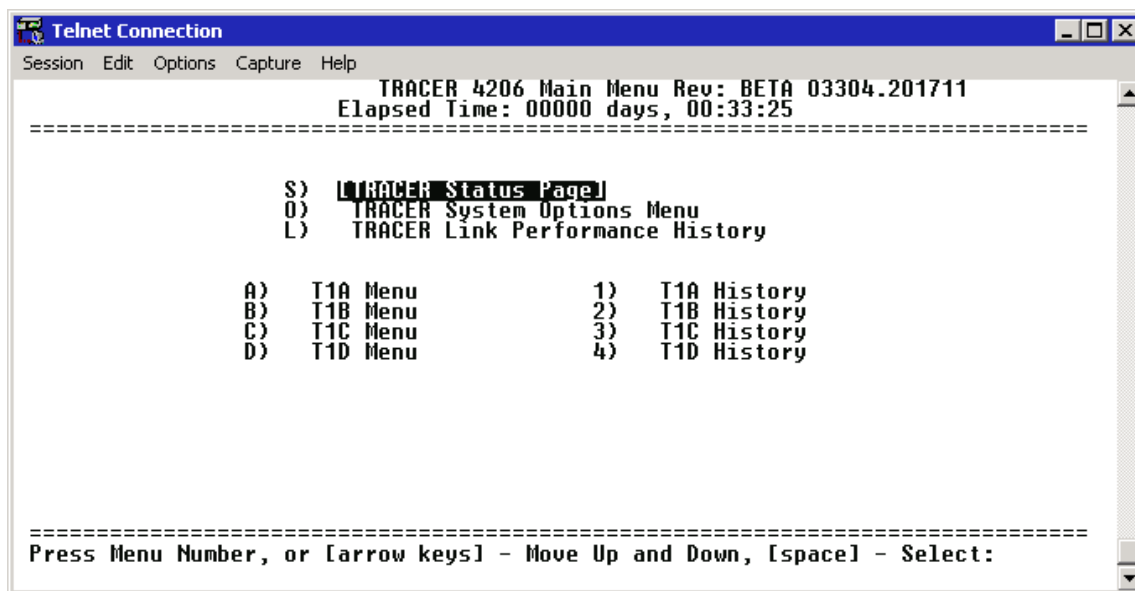 Telnet Connection
Session Edit Options Capture Help
TRACER 4206 Main Menu Rev: BETA 03304.201711
Elapsed Time: 00000 days, 00:33:25
===============================================================================
S) [TRACER Status Page]
O) TRACER System Options Menu
L) TRACER Link Performance History
A) T1A Menu 1) T1A History
B) T1B Menu 2) T1B History
C) T1C Menu 3) T1C History
D) T1D Menu 4) T1D History
===============================================================================
Press Menu Number, or [arrow keys] - Move Up and Down, [space] - Select: